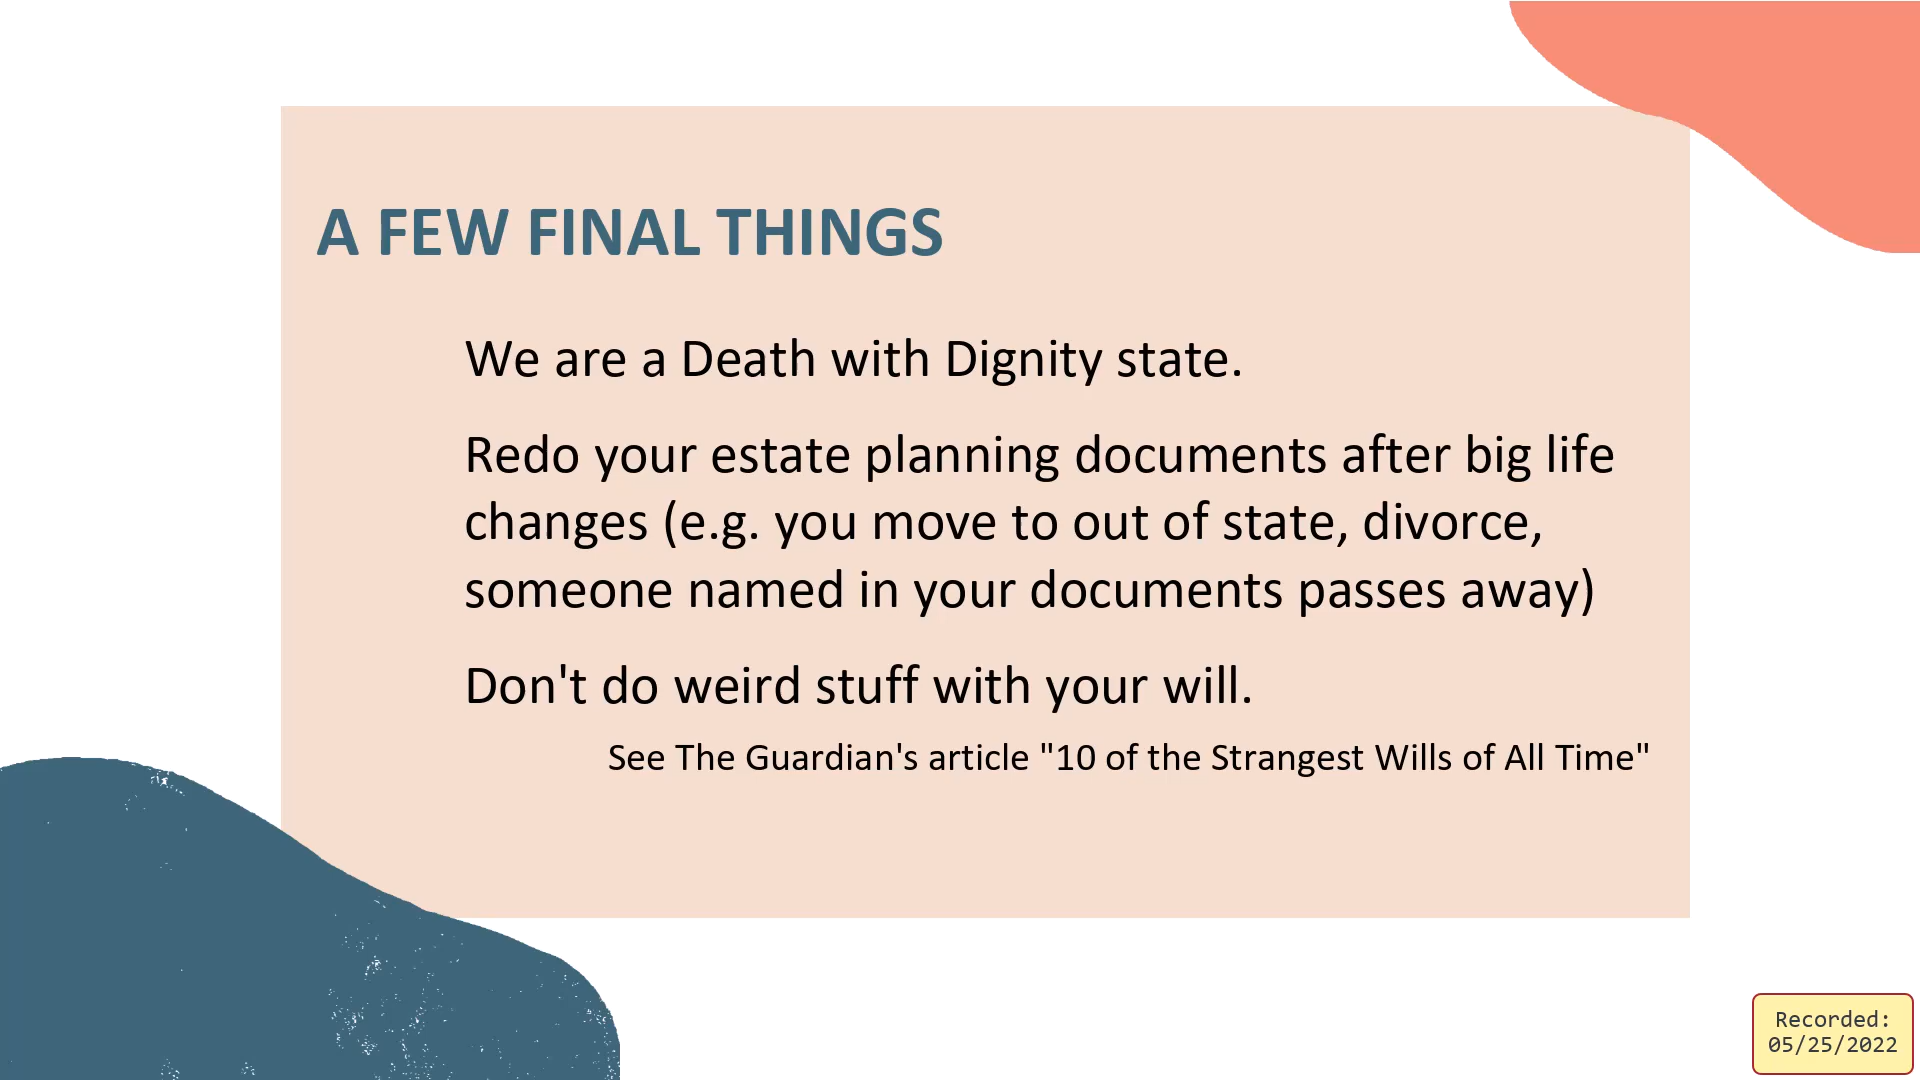 A FEW FINAL THINGS
We are a Death with Dignity state.
Redo your estate planning documents after big life
changes (e.g. you move to out of state, divorce,
someone named in your documents passes away)
Don't do weird stuff with your will.
See The Guardian's article "10 of the Strangest Wills of All Time"
Recorded:
05/25/2022